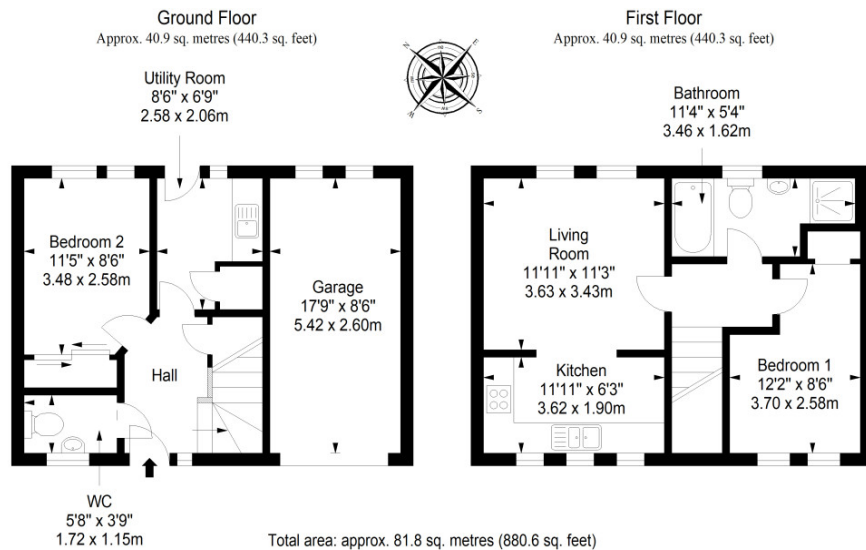 Ground Floor
Approx. 40.9 sq. metres (440.3 sq. feet)
First Floor
Approx. 40.9 sq. metres (440.3 sq. feet)
N
E
S
W
Utility Room
8'6" x 6'9"
2.58 x 2.06m
Bathroom
11'4" x 5'4"
3.46 x 1.62m
Bedroom 2
11'5" x 8'6"
3.48 x 2.58m
Garage
17'9" x 8'6"
5.42 x 2.60m
Hall
Living
Room
11'11" x 11'3"
3.63 x 3.43m
Kitchen
11'11" x 6'3"
3.62 x 1.90m
Bedroom 1
12'2" x 8'6"
3.70 x 2.58m
WC
5'8" x 3'9"
1.72 x 1.15m
Total area: approx. 81.8 sq. metres (880.6 sq. feet)